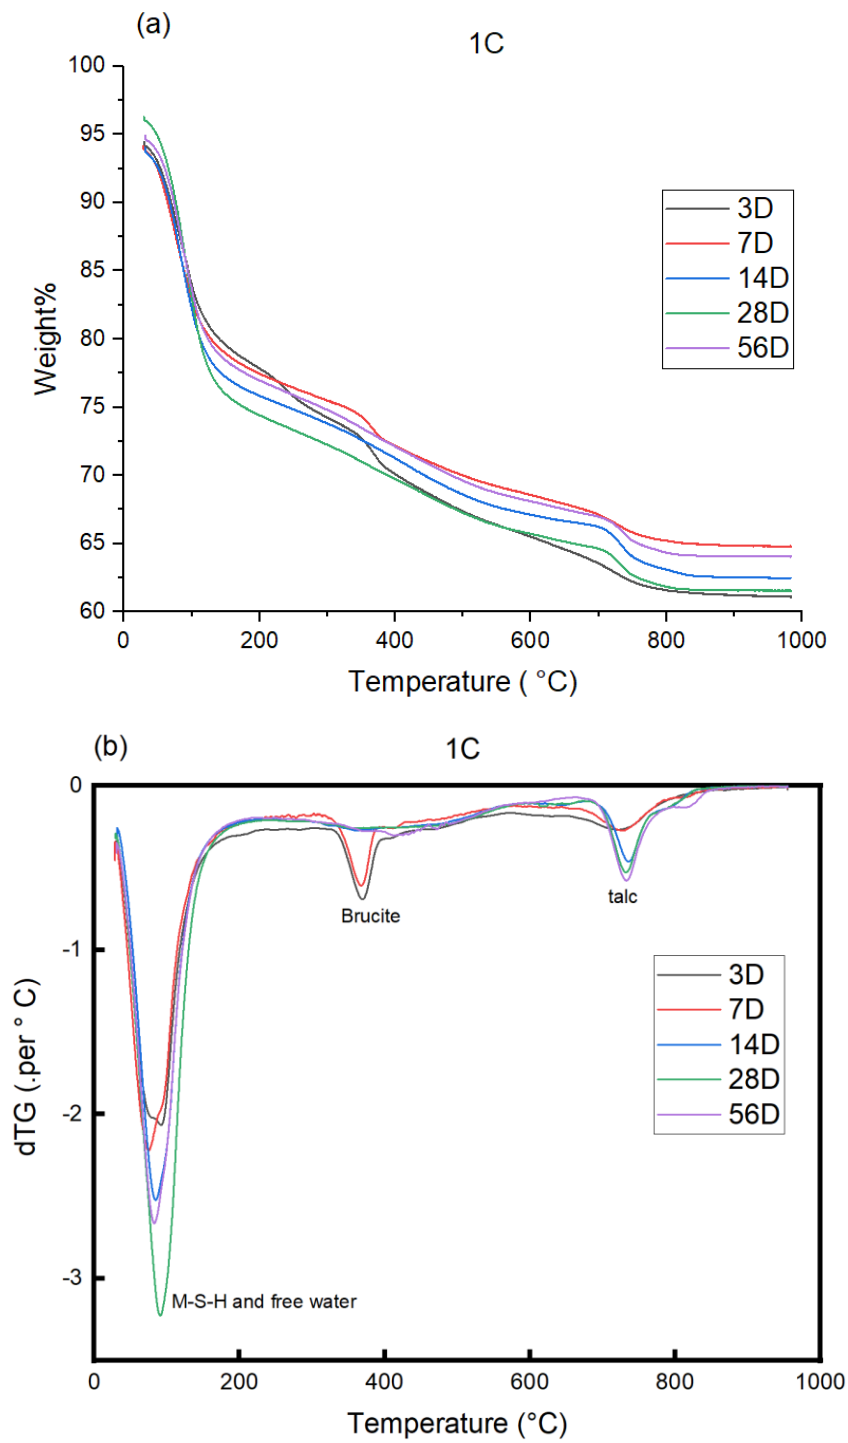 (a)
1C
100
95
90
85
80
75
70
65
60
Weight%
3D
7D
14D
28D
56D
0
200
400
600
800
1000
Temperature ( °C)
(b)
1C
0
-1
-2
-3
dTG (.per ° C)
Brucite
talc
3D
7D
14D
28D
56D
M-S-H and free water
0
200
400
600
800
1000
Temperature (°C)